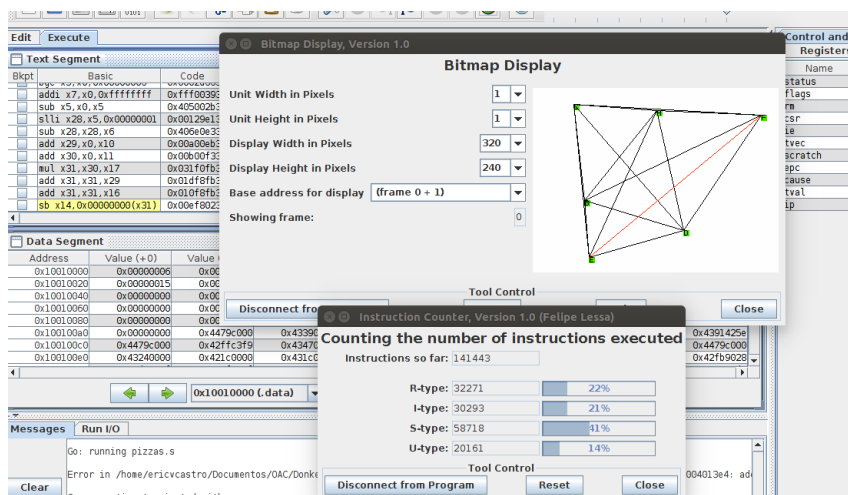 0101
Edit Execute
Text Segment
Bkpt Basic Code
addi x7,x0,0xffffffff 0xfff00393
sub x5,x0,x5 0x405002b3
slli x28,x5,0x00000001 0x00129e13
sub x28,x28,x6 0x406e0e33
add x29,x0,x10 0x00a00eb3
add x30,x0,x11 0x00b00f33
mul x31,x30,x17 0x031f0fb3
add x31,x31,x29 0x01df8fb3
add x31,x31,x16 0x010f8fb3
sb x14,0x00000000(x31) 0x00ef8023
Data Segment
Address Value (+0) Value
0x10010000 0x00000006 0x00
0x10010020 0x00000015 0x00
0x10010040 0x00000000 0x00
0x10010060 0x00000000 0x00
0x10010080 0x00000000 0x00
0x100100a0 0x00000000 0x4479c000 0x43390 0x4391425e
0x100100c0 0x4479c000 0x42ffc3f9 0x43470 0x4479c000
0x100100e0 0x43240000 0x421c0000 0x431c0 0x42fb9028
0x10010000 (.data)
Messages Run I/O
Go: running pizzas.s
Error in /home/ericvcastro/Documentos/OAC/Donke 004013e4: ad
Clear
Bitmap Display, Version 1.0
Bitmap Display
Unit Width in Pixels 1
Unit Height in Pixels 1
Display Width in Pixels 320
Display Height in Pixels 240
Base address for display (frame 0 + 1)
Showing frame: 0
Tool Control
Disconnect fro Close
Instruction Counter, Version 1.0 (Felipe Lessa)
Counting the number of instructions executed
Instructions so far: 141443
R-type: 32271 22%
I-type: 30293 21%
S-type: 58718 41%
U-type: 20161 14%
Tool Control
Disconnect from Program Reset Close
Control and
Registers
Name
status
flags
rm
csr
ie
tvec
scratch
epc
cause
tval
ip